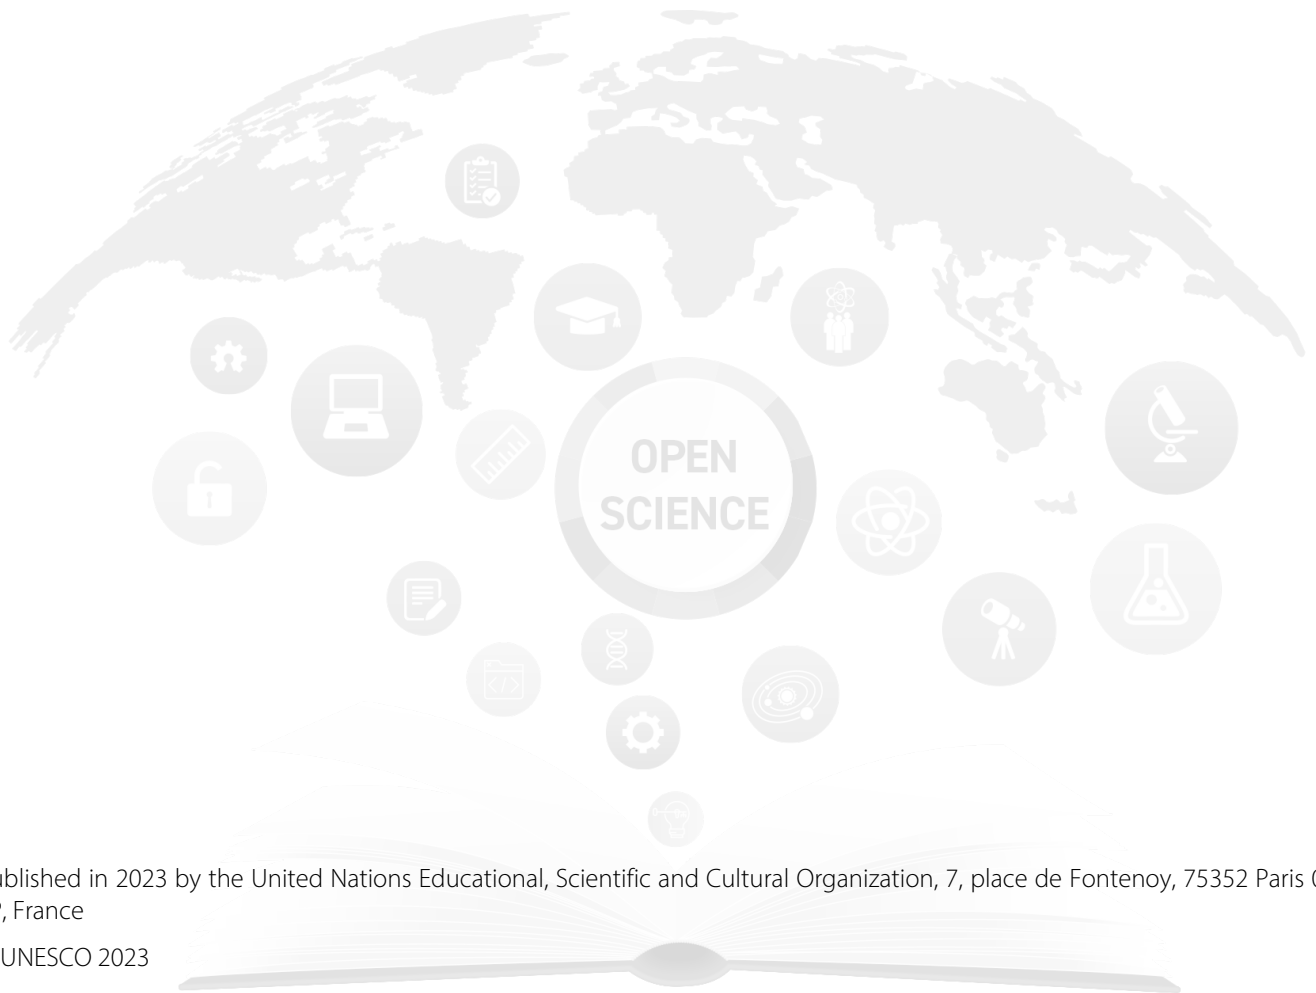 OPEN
SCIENCE
ublished in 2023 by the United Nations Educational, Scientific and Cultural Organization, 7, place de Fontenoy, 75352 Paris
, France
UNESCO 2023